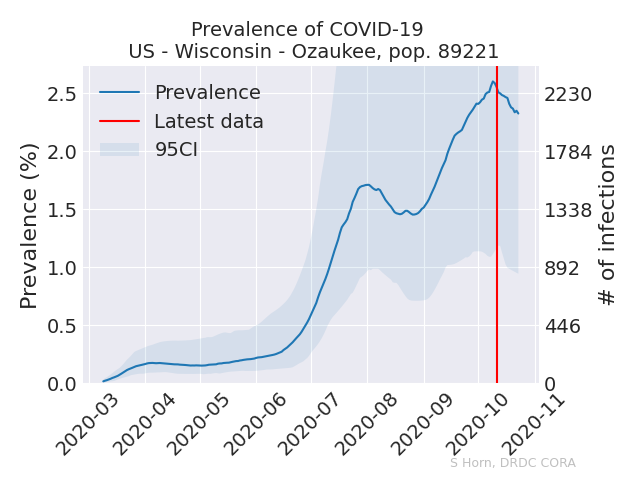 Prevalence of COVID-19
US - Wisconsin - Ozaukee, pop. 89221
Prevalence
Latest data
95CI
Prevalence (%)
2.5
2.0
1.5
1.0
0.5
0.0
2230
1784
1338
892
446
0
# of infections
2020-03
2020-04
2020-05
2020-06
2020-07
2020-08
2020-09
2020-10
2020-11
S Horn, DRDC CORA